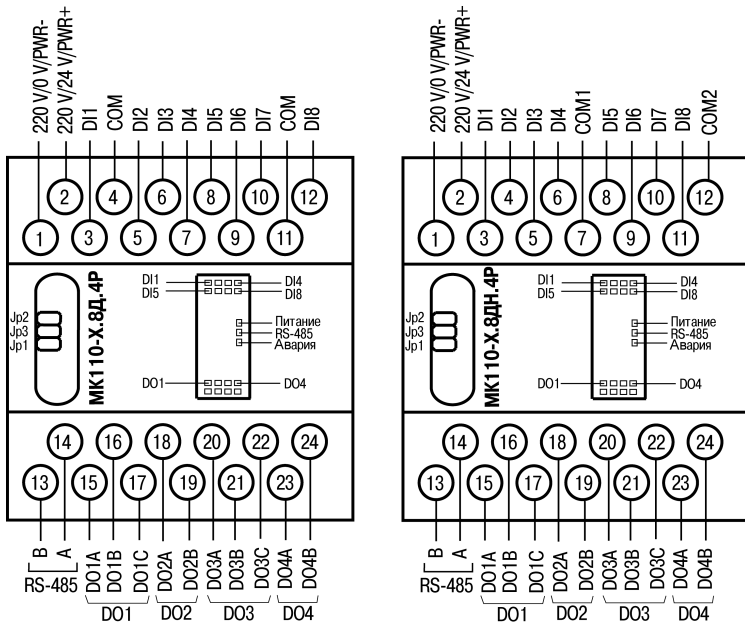 220 V/0 V/PWR-
220 V/24 V/PWR+
DI1
COM
DI2
DI3
DI4
DI5
DI6
DI7
COM
DI8
2
4
6
8
10
12
1
3
5
7
9
11
Jp2
Jp3
Jp1
МК110-Х.8Д.4Р
DI1
DI4
DI5
DI8
Питание
RS-485
Авария
DO1
DO4
14
16
18
20
22
24
13
15
17
19
21
23
B
A
DO1A
DO1B
DO1C
DO2A
DO2B
DO3A
DO3B
DO3C
DO4A
DO4B
RS-485
DO1
DO2
DO3
DO4
220 V/0 V/PWR-
220 V/24 V/PWR+
DI1
DI2
DI3
DI4
COM1
DI5
DI6
DI7
DI8
COM2
2
4
6
8
10
12
1
3
5
7
9
11
Jp2
Jp3
Jp1
МК110-Х.8ДН.4Р
DI1
DI4
DI5
DI8
Питание
RS-485
Авария
DO1
DO4
14
16
18
20
22
24
13
15
17
19
21
23
B
A
DO1A
DO1B
DO1C
DO2A
DO2B
DO3A
DO3B
DO3C
DO4A
DO4B
RS-485
DO1
DO2
DO3
DO4